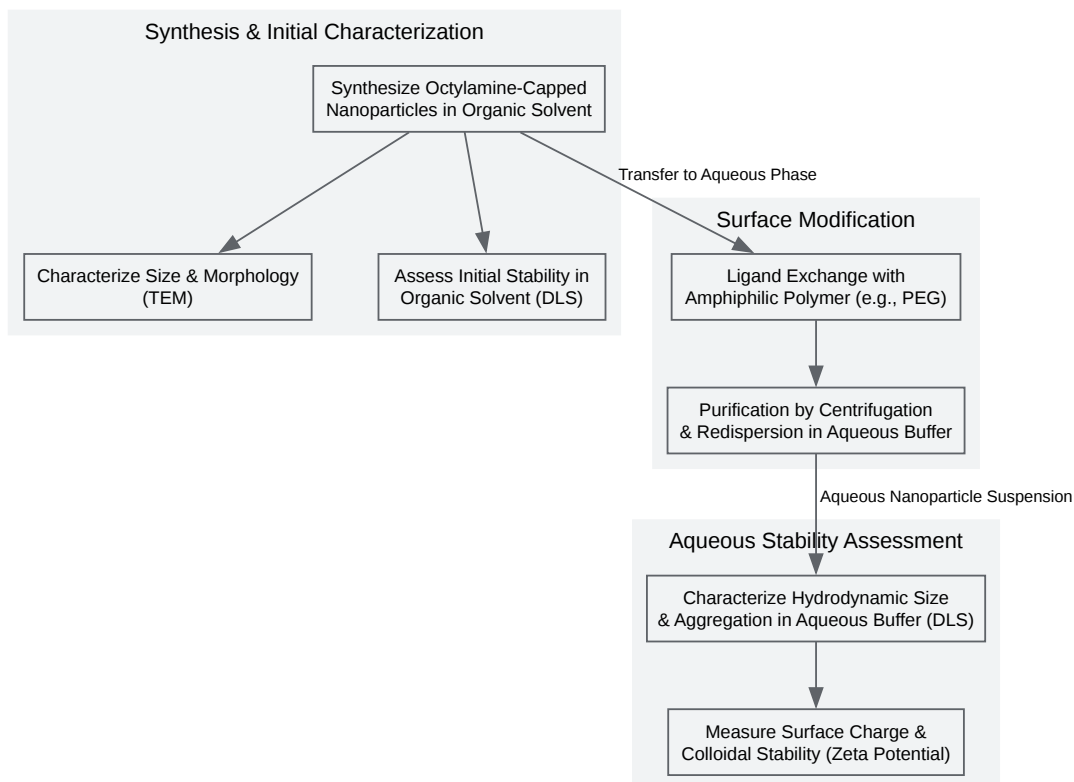 Synthesis & Initial Characterization
Synthesize Octylamine-Capped
Nanoparticles in Organic Solvent
Transfer to Aqueous Phase
Surface Modification
Characterize Size & Morphology
(TEM)
Assess Initial Stability in
Organic Solvent (DLS)
Ligand Exchange with
Amphiphilic Polymer (e.g., PEG)
Purification by Centrifugation
& Redispersion in Aqueous Buffer
Aqueous Nanoparticle Suspension
Aqueous Stability Assessment
Characterize Hydrodynamic Size
& Aggregation in Aqueous Buffer (DLS)
Measure Surface Charge &
Colloidal Stability (Zeta Potential)